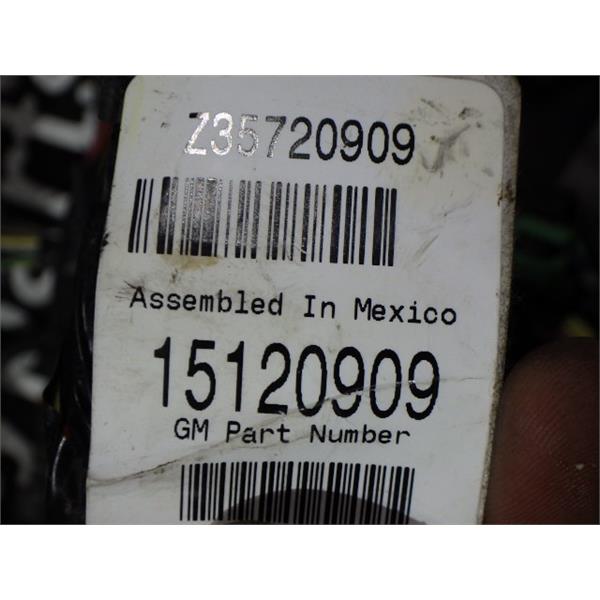 Z35720909
Assembled In Mexico
15120909
GM Part Number